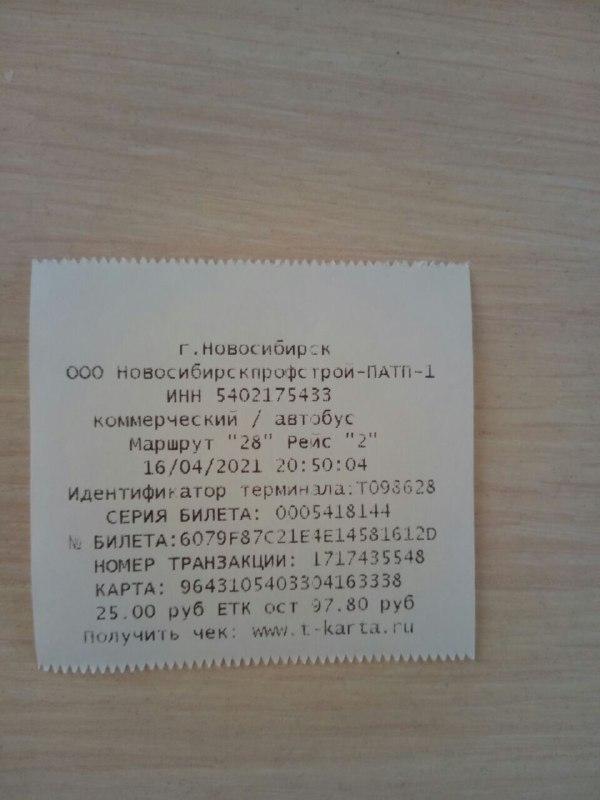 г.Новосибирск
ООО Новосибирскпрофстрой-ПАТП-1
ИНН 5402175433
коммерческий / автобус
Маршрут "28" Рейс "2"
16/04/2021 20:50:04
Идентификатор терминала:T098628
СЕРИЯ БИЛЕТА: 0005418144
№ БИЛЕТА:6079F87C21E4E14581612D
НОМЕР ТРАНЗАКЦИИ: 1717435548
КАРТА: 9643105403304163338
25.00 руб ЕТК ост 97.80 руб
Получить чек: www.t-karta.ru